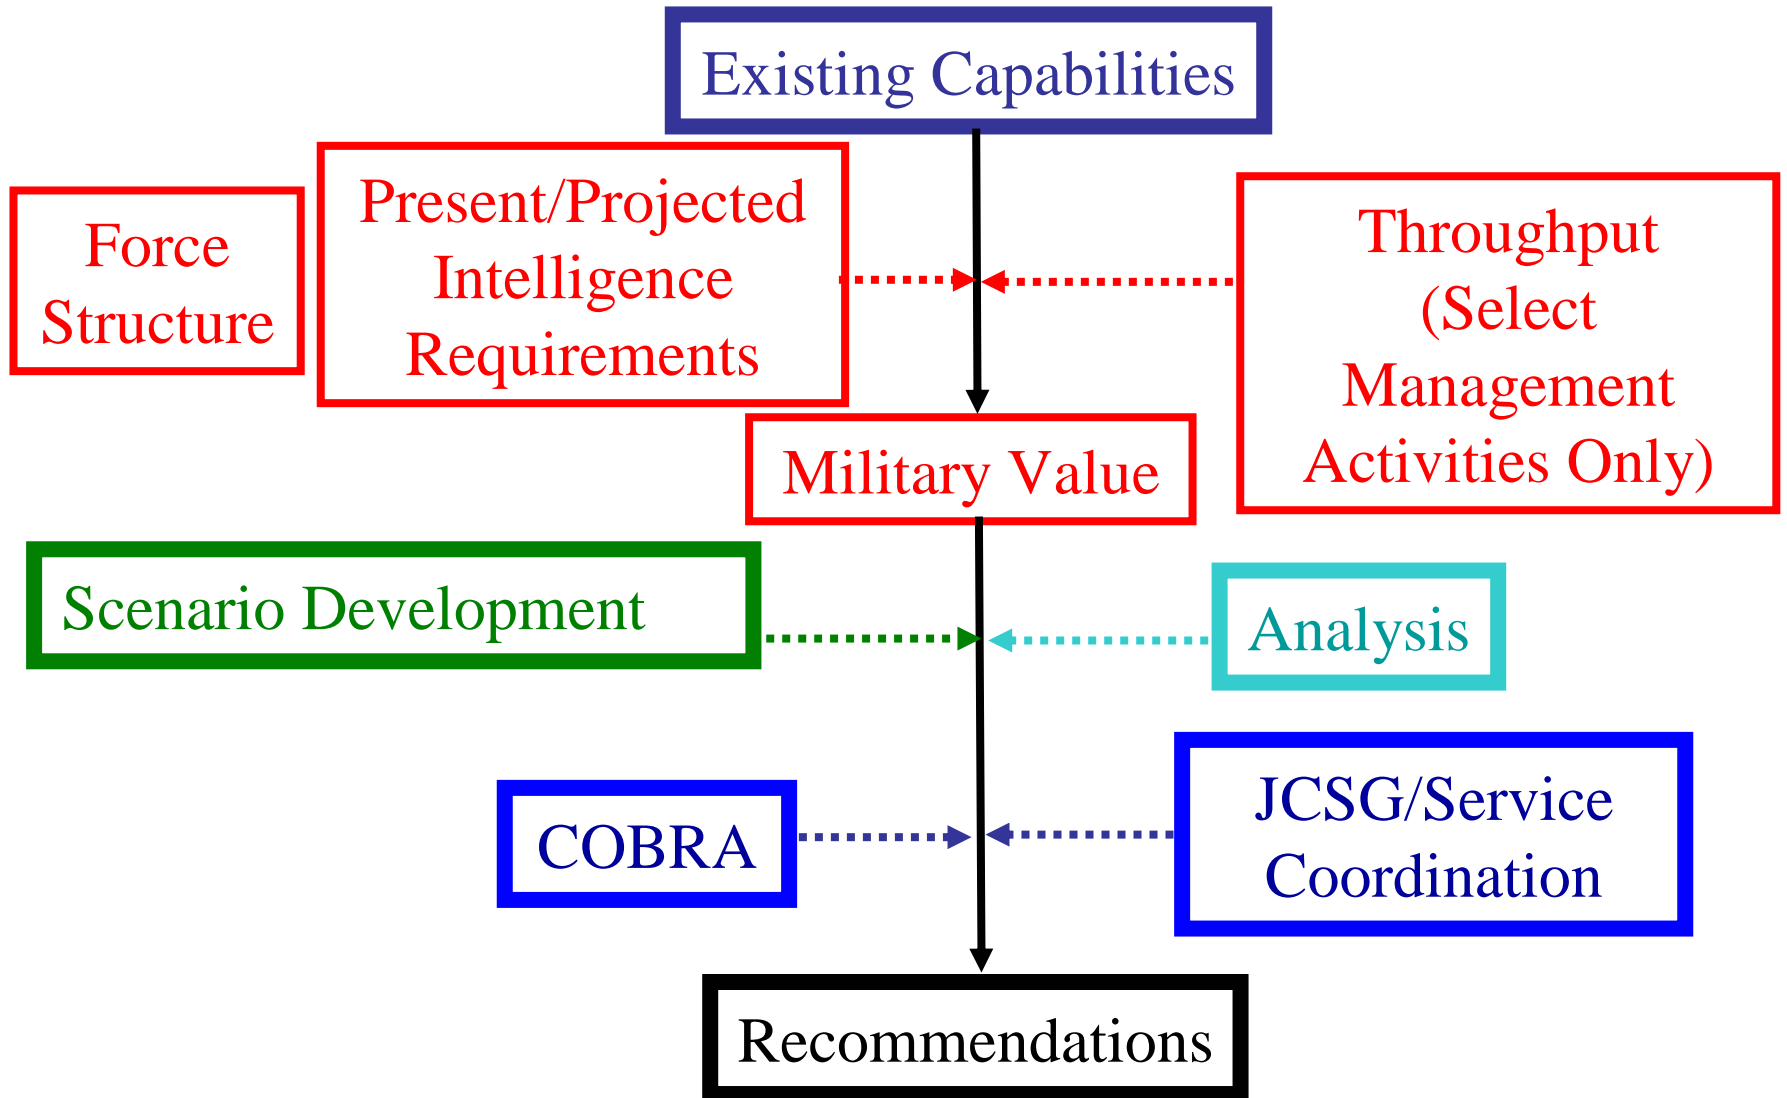 Existing Capabilities
Force
Structure
Present/Projected
Intelligence
Requirements
Throughput
(Select
Management
Activities Only)
Military Value
Scenario Development
Analysis
COBRA
JCSG/Service
Coordination
Recommendations